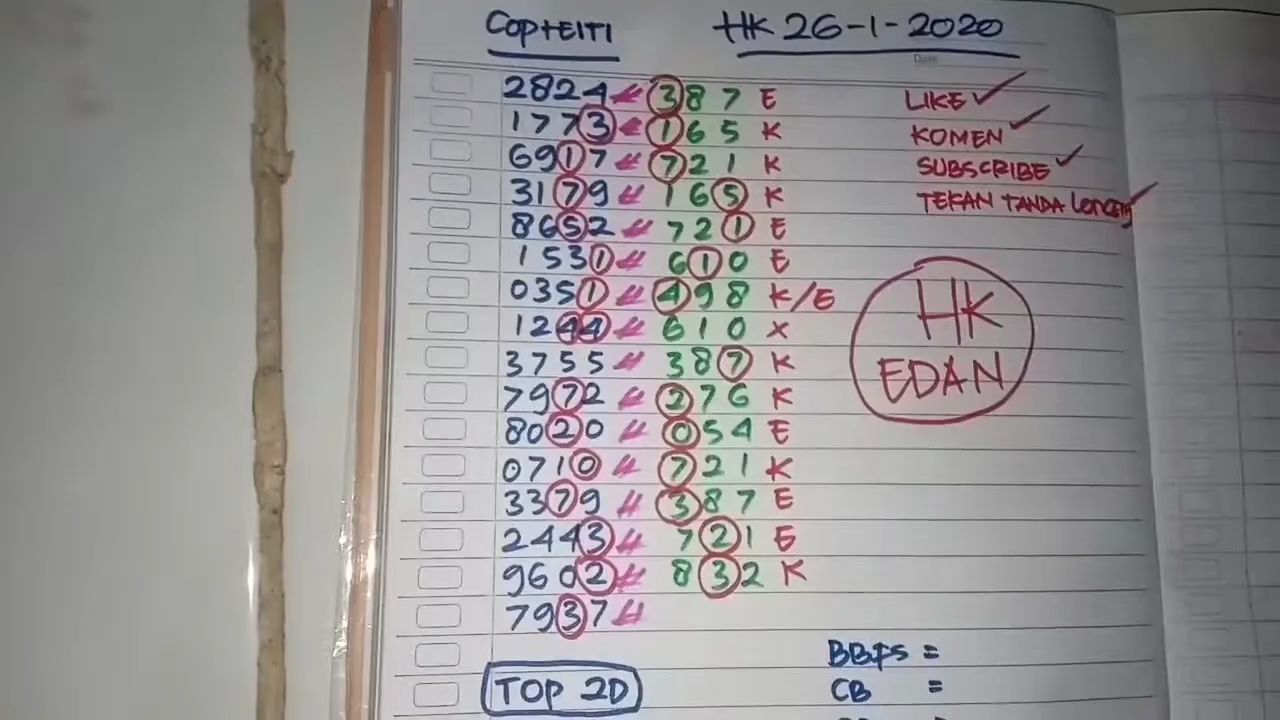 COPTEITI HK 26-1-2020
2824 # 387 E LIKE ✓
1773 # 165 K KOMEN ✓
6917 # 721 K SUBSCRIBE ✓
3179 # 165 K TEKAN TANDA Lonceng ✓
8652 # 721 E
1531 # 610 E
0351 # 498 K/E HK
1244 # 610 X
3755 # 387 K EDAN
7972 # 276 K
8020 # 054 E
0710 # 721 K
3379 # 387 E
2443 # 721 E
9602 # 832 K
7937 #
BBFS =
TOP 2D CB =